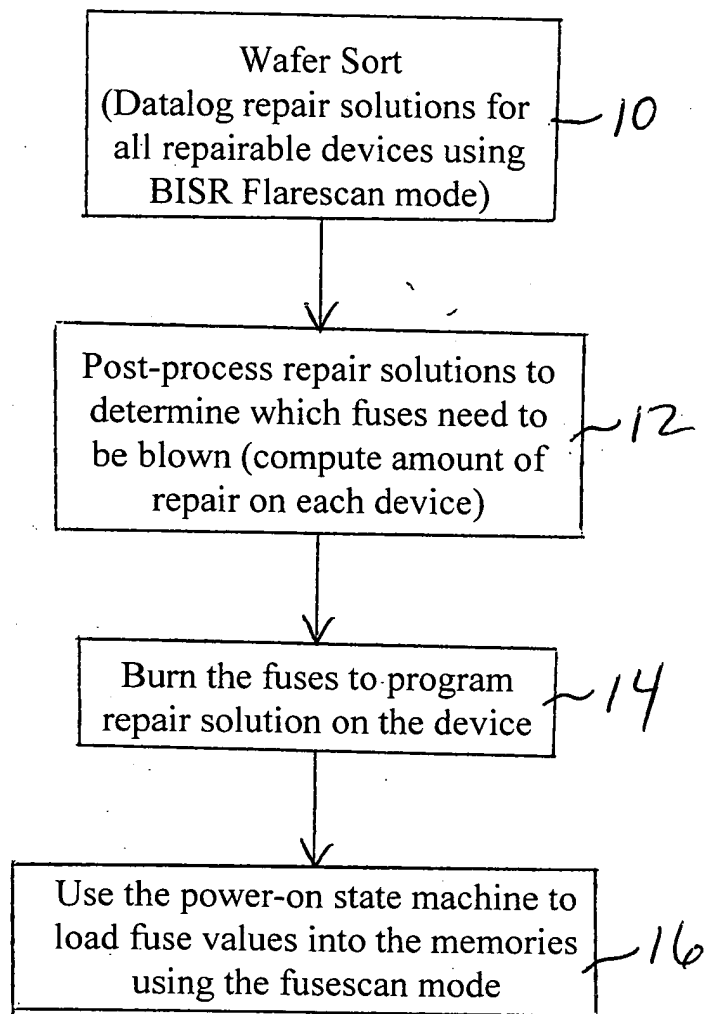 Wafer Sort
(Datalog repair solutions for
all repairable devices using
BISR Flarescan mode)
10
Post-process repair solutions to
determine which fuses need to
be blown (compute amount of
repair on each device)
12
Burn the fuses to program
repair solution on the device
14
Use the power-on state machine to
load fuse values into the memories
using the fusescan mode
16